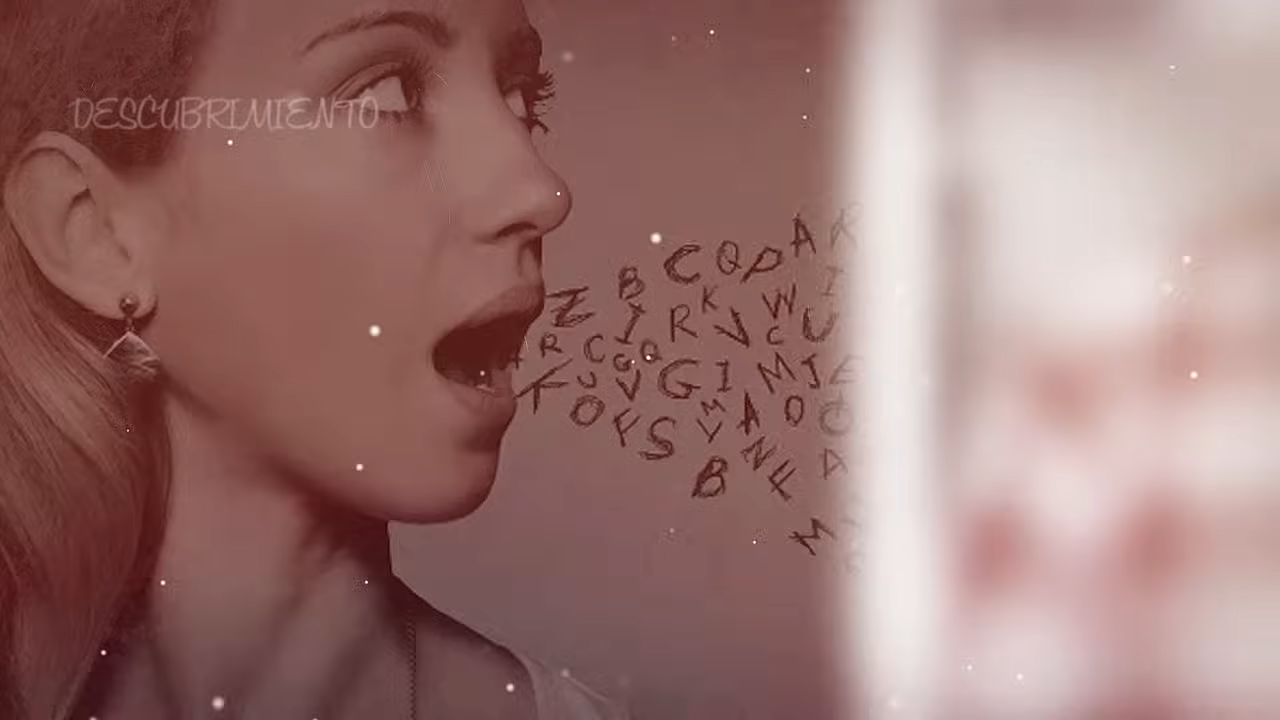 DESCUBRIMIENTO
Z B C Q P A R
R C I R K V W C U I
K J G Q V G I M J E
O F S M V A O O
B Z F A
M